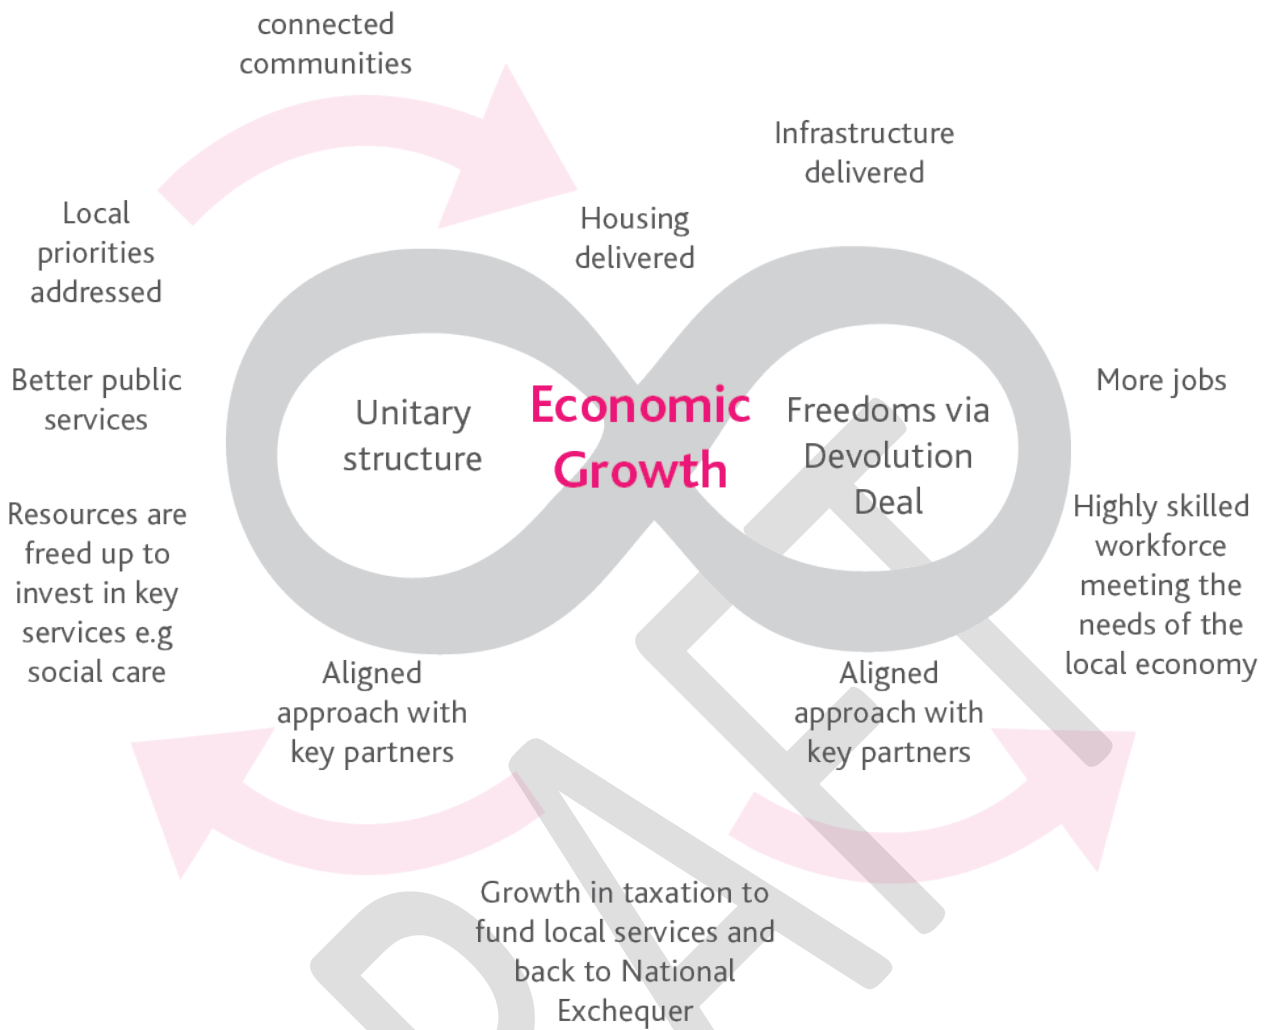 connected
communities
Infrastructure
delivered
Local
priorities
addressed
Housing
delivered
Better public
services
Unitary
structure
Economic
Growth
Freedoms via
Devolution
Deal
More jobs
Resources are
freed up to
invest in key
services e.g
social care
Highly skilled
workforce
meeting the
needs of the
local economy
Aligned
approach with
key partners
Aligned
approach with
key partners
Growth in taxation to
fund local services and
back to National
Exchequer
DRAFT